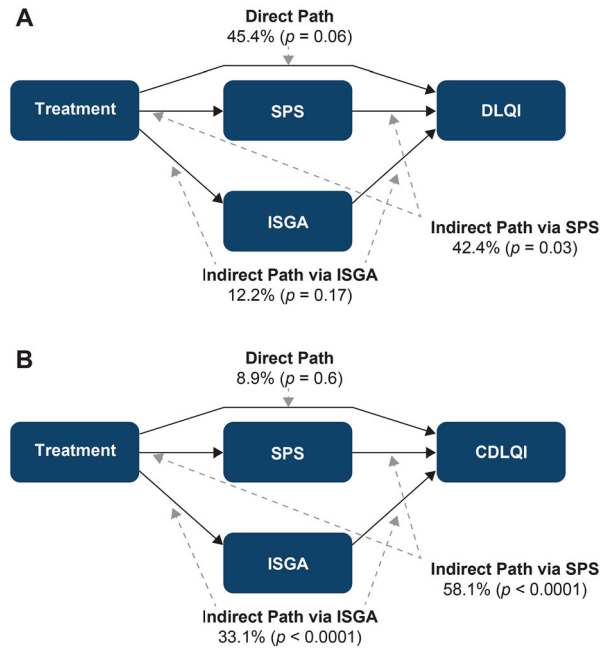 A
Direct Path
45.4% (p = 0.06)
Treatment
SPS
DLQI
ISGA
Indirect Path via SPS
42.4% (p = 0.03)
Indirect Path via ISGA
12.2% (p = 0.17)
B
Direct Path
8.9% (p = 0.6)
Treatment
SPS
CDLQI
ISGA
Indirect Path via SPS
58.1% (p < 0.0001)
Indirect Path via ISGA
33.1% (p < 0.0001)